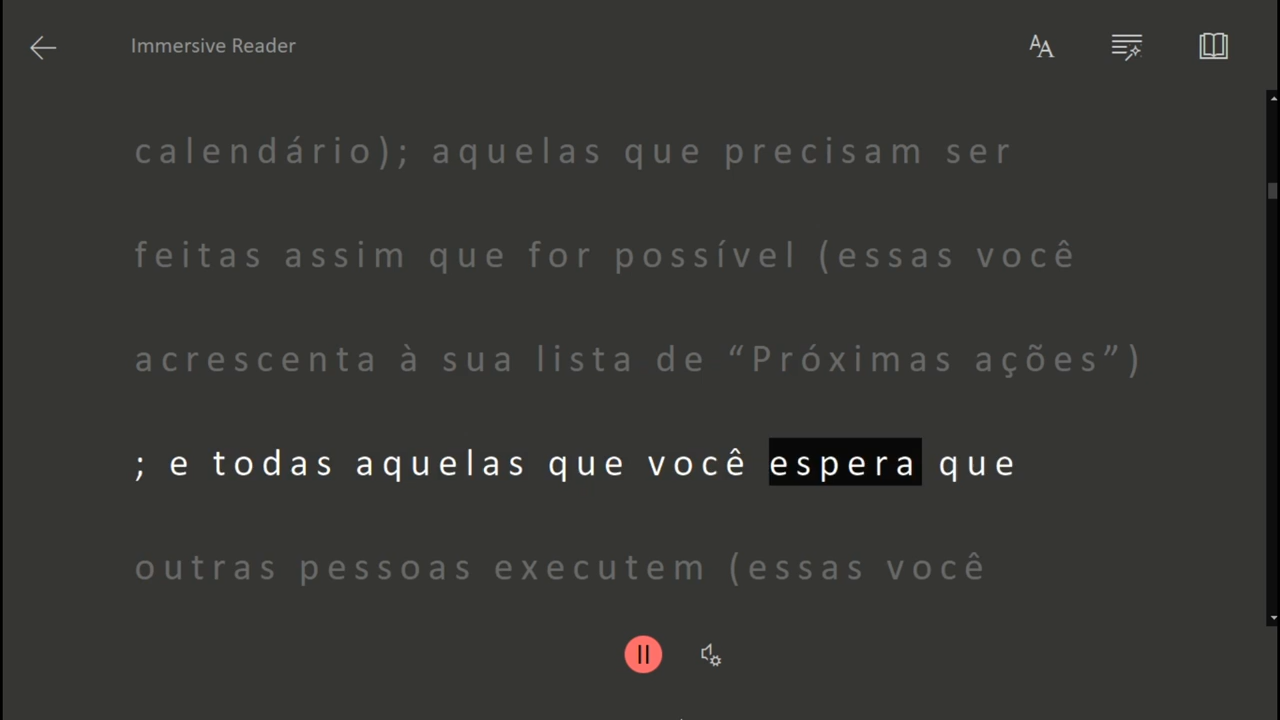 Immersive Reader
calendário); aquelas que precisam ser
feitas assim que for possível (essas você
acrescenta à sua lista de “Próximas ações”)
; e todas aquelas que você espera que
outras pessoas executem (essas você